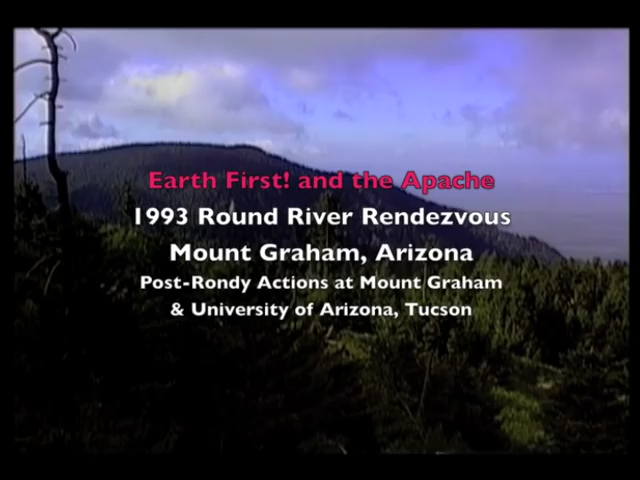 Earth First! and the Apache
1993 Round River Rendezvous
Mount Graham, Arizona
Post-Rondy Actions at Mount Graham
& University of Arizona, Tucson